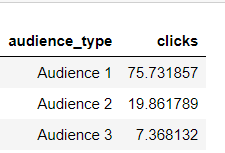 audience_type clicks
Audience 1 75.731857
Audience 2 19.861789
Audience 3 7.368132